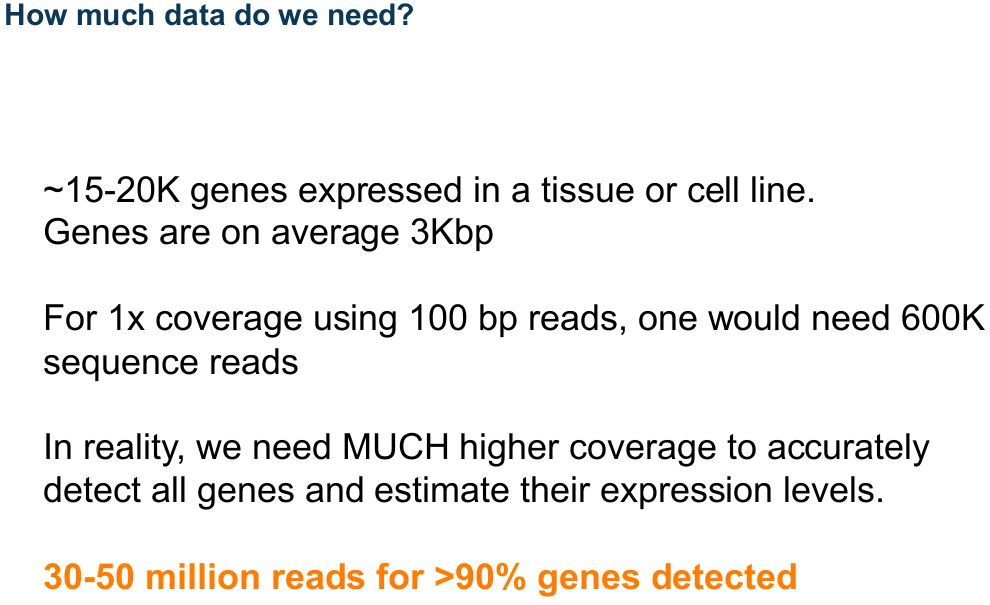 How much data do we need?
~15-20K genes expressed in a tissue or cell line.
Genes are on average 3Kbp
For 1x coverage using 100 bp reads, one would need 600K
sequence reads
In reality, we need MUCH higher coverage to accurately
detect all genes and estimate their expression levels.
30-50 million reads for >90% genes detected